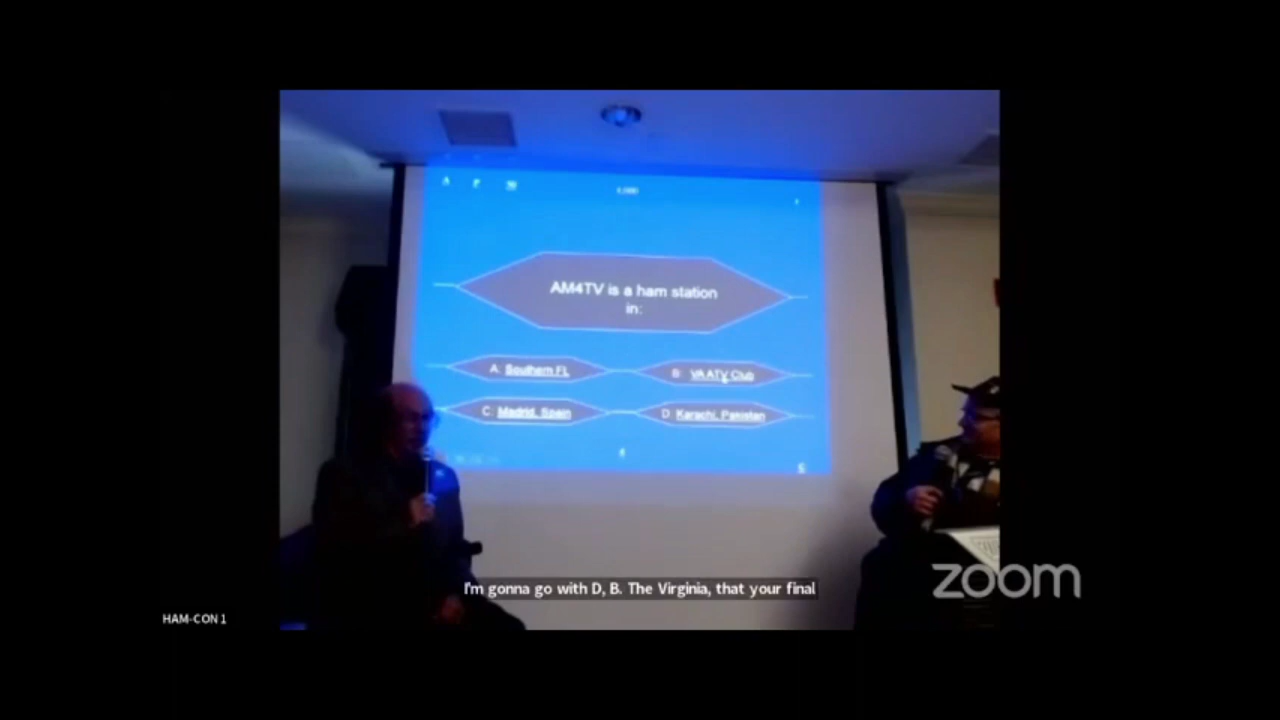 AM4TV is a ham station
in:
A: Southern FL
B: VA ATV Club
C: Madrid, Spain
D: Karachi, Pakistan
I'm gonna go with D, B. The Virginia, that your final
zoom
HAM-CON 1